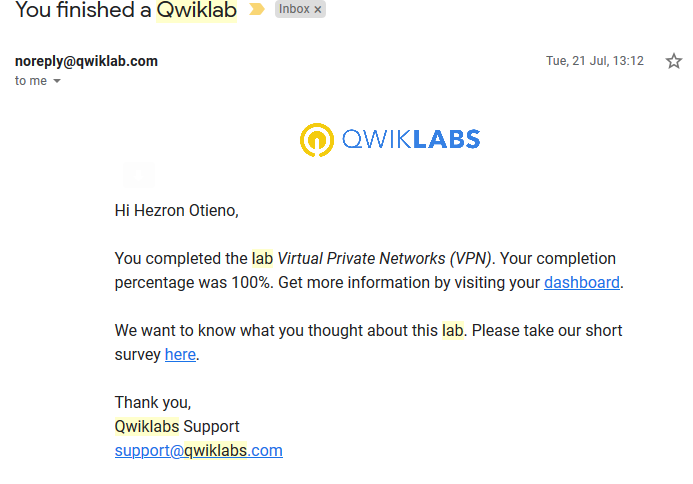 You finished a Qwiklab Inbox x
noreply@qwiklab.com Tue, 21 Jul, 13:12
to me
QWIKLABS
Hi Hezron Otieno,
You completed the lab Virtual Private Networks (VPN). Your completion
percentage was 100%. Get more information by visiting your dashboard.
We want to know what you thought about this lab. Please take our short
survey here.
Thank you,
Qwiklabs Support
support@qwiklabs.com